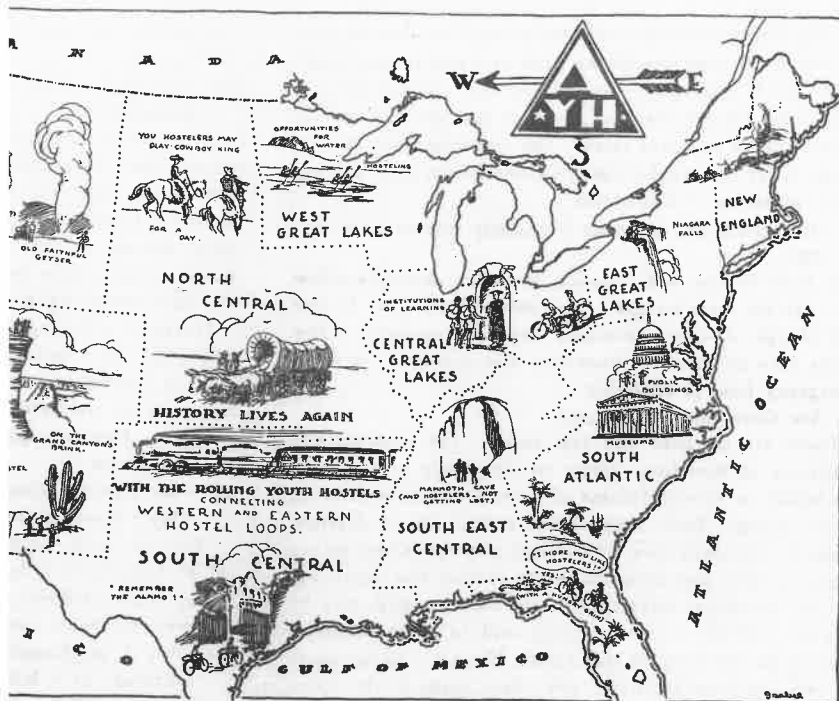 A N A D A
W
E
YH
S
YOU HOSTELERS MAY
PLAY COWBOY KING
FOR A DAY
OPPORTUNITIES
FOR
WATER
HOSTELING
WEST
GREAT LAKES
OLD FAITHFUL
GEYSER
NEW
ENGLAND
NIAGARA
FALLS
NORTH
CENTRAL
INSTITUTIONS
OF LEARNING
EAST
GREAT
LAKES
CENTRAL
GREAT
LAKES
HISTORY LIVES AGAIN
PUBLIC
BUILDINGS
MUSEUMS
ON THE
GRAND CANYON'S
BRINK.
WITH THE ROLLING YOUTH HOSTELS
CONNECTING
WESTERN AND EASTERN
HOSTEL LOOPS.
MAMMOTH CAVE
(AND HOSTELERS NOT
GETTING LOST)
SOUTH
ATLANTIC
SOUTH EAST
CENTRAL
SOUTH CENTRAL
"REMEMBER
THE ALAMO!"
"I HOPE YOU LIKE
HOSTELERS!"
"YES!"
ATLANTIC OCEAN
I C O
GULF OF MEXICO